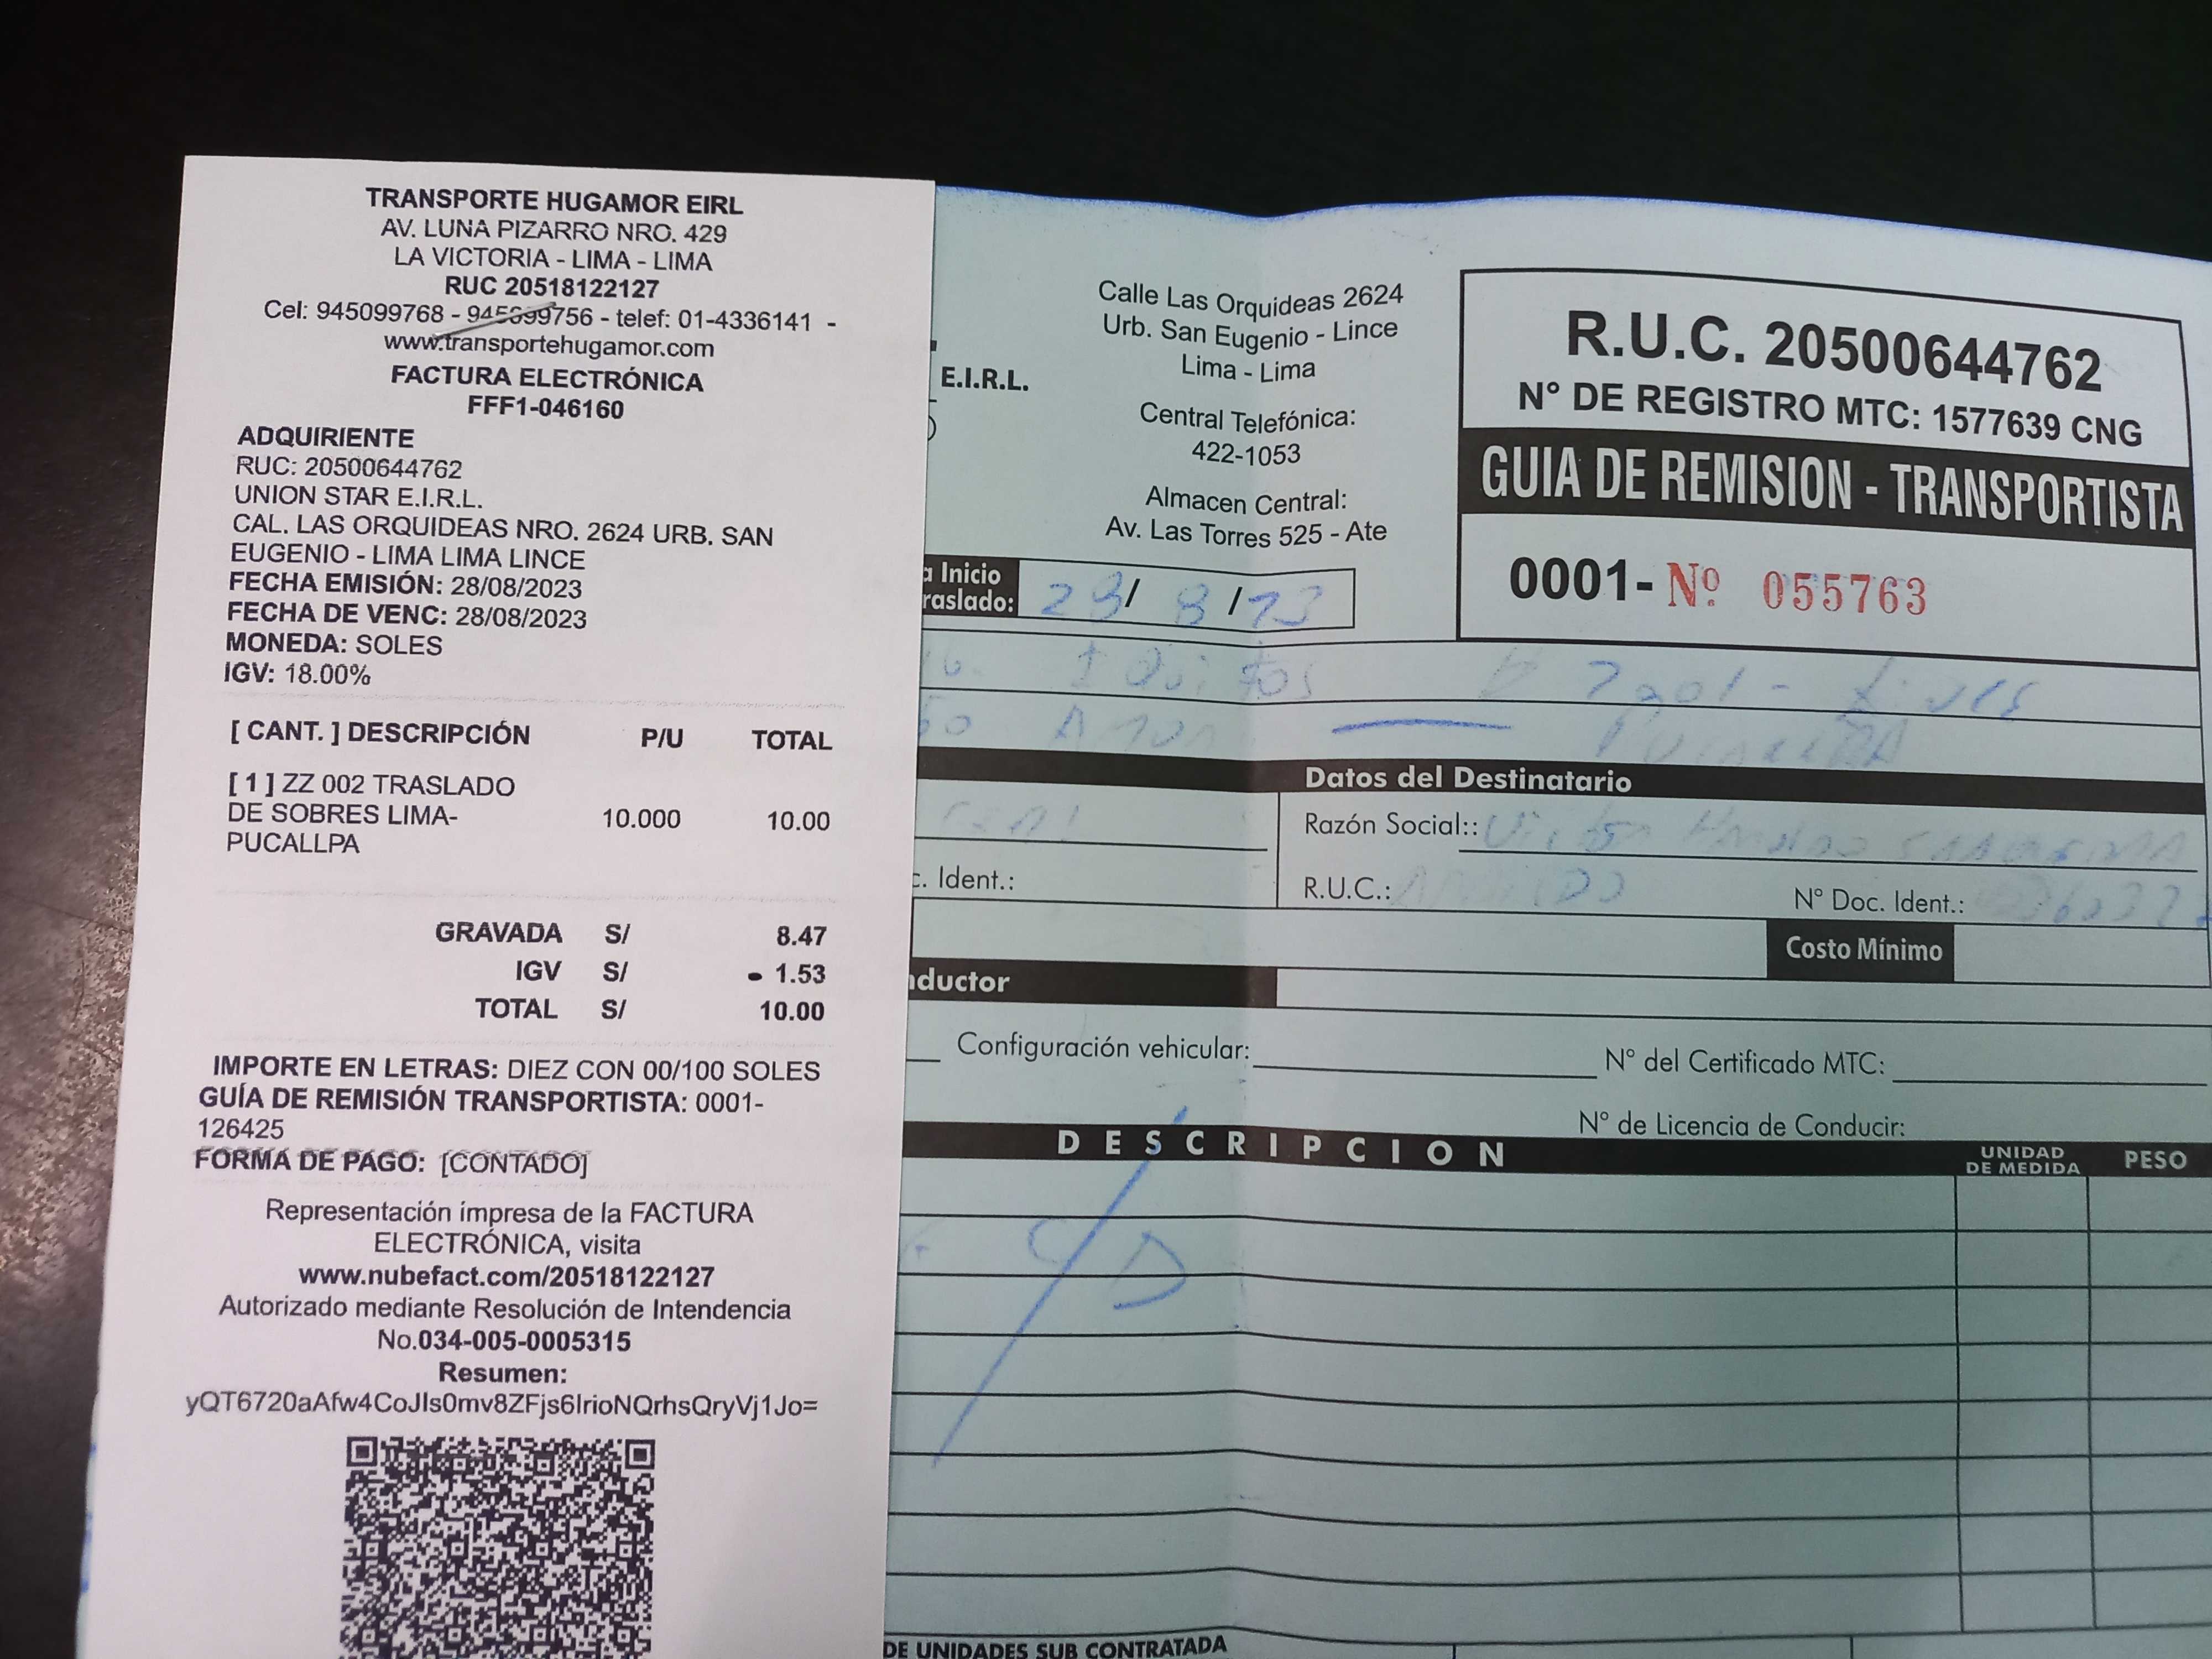 TRANSPORTE HUGAMOR EIRL
AV. LUNA PIZARRO NRO. 429
LA VICTORIA - LIMA - LIMA
RUC 20518122127
Cel: 945099768 - 945099756 - telef: 01-4336141 -
www.transportehugamor.com
FACTURA ELECTRÓNICA
FFF1-046160
ADQUIRIENTE
RUC: 20500644762
UNION STAR E.I.R.L.
CAL. LAS ORQUIDEAS NRO. 2624 URB. SAN
EUGENIO - LIMA LIMA LINCE
FECHA EMISIÓN: 28/08/2023
FECHA DE VENC: 28/08/2023
MONEDA: SOLES
IGV: 18.00%
[ CANT. ] DESCRIPCIÓN P/U TOTAL
[ 1 ] ZZ 002 TRASLADO
DE SOBRES LIMA- 10.000 10.00
PUCALLPA
GRAVADA S/ 8.47
IGV S/ 1.53
TOTAL S/ 10.00
IMPORTE EN LETRAS: DIEZ CON 00/100 SOLES
GUÍA DE REMISIÓN TRANSPORTISTA: 0001-
126425
FORMA DE PAGO: [CONTADO]
Representación impresa de la FACTURA
ELECTRÓNICA, visita
www.nubefact.com/20518122127
Autorizado mediante Resolución de Intendencia
No.034-005-0005315
Resumen:
yQT6720aAfw4CoJIs0mv8ZFjs6IrioNQrhsQryVj1Jo=
E.I.R.L.
Calle Las Orquideas 2624
Urb. San Eugenio - Lince
Lima - Lima
Central Telefónica:
422-1053
Almacen Central:
Av. Las Torres 525 - Ate
R.U.C. 20500644762
N° DE REGISTRO MTC: 1577639 CNG
GUIA DE REMISION - TRANSPORTISTA
0001- Nº 055763
a Inicio
raslado: 28/ 8 /23
Iquitos
Datos del Destinatario
Razón Social::
c. Ident.:
R.U.C.: N° Doc. Ident.:
Costo Mínimo
nductor
Configuración vehicular: N° del Certificado MTC:
N° de Licencia de Conducir:
DESCRIPCION UNIDAD DE MEDIDA PESO
C/D
DE UNIDADES SUB CONTRATADA